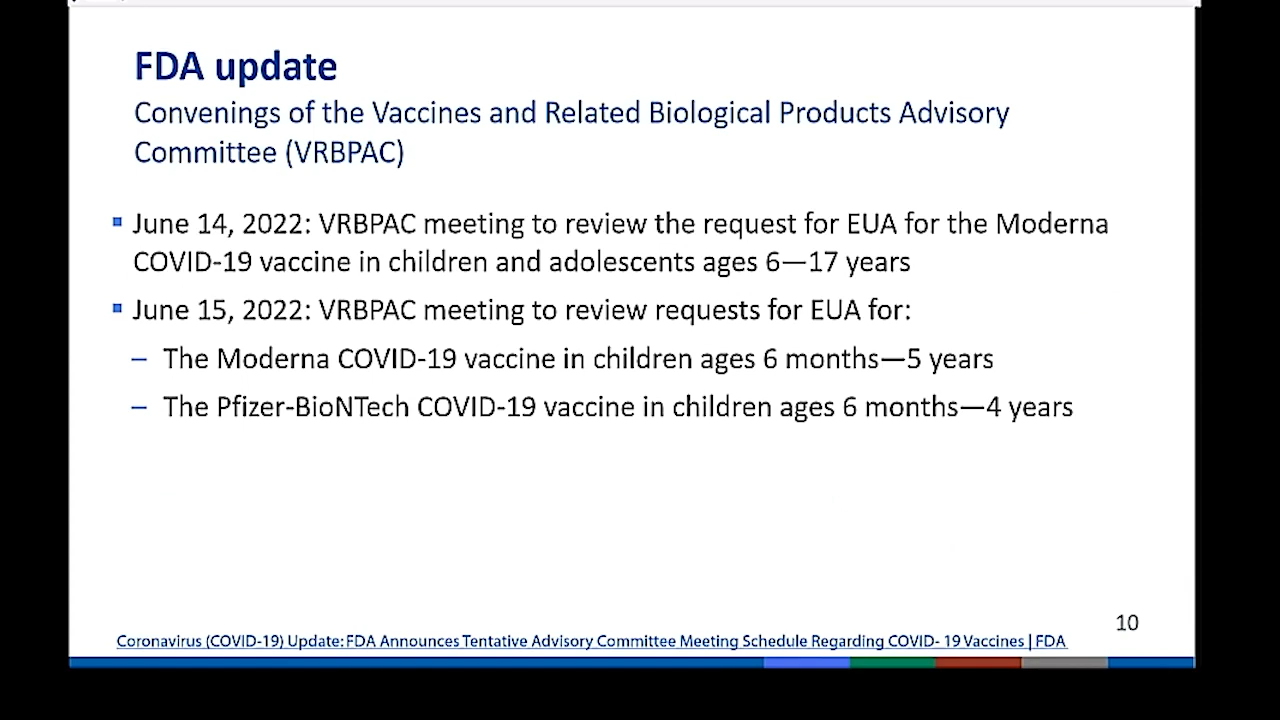 FDA update
Convenings of the Vaccines and Related Biological Products Advisory
Committee (VRBPAC)
▪ June 14, 2022: VRBPAC meeting to review the request for EUA for the Moderna
COVID-19 vaccine in children and adolescents ages 6—17 years
▪ June 15, 2022: VRBPAC meeting to review requests for EUA for:
– The Moderna COVID-19 vaccine in children ages 6 months—5 years
– The Pfizer-BioNTech COVID-19 vaccine in children ages 6 months—4 years
10
Coronavirus (COVID-19) Update: FDA Announces Tentative Advisory Committee Meeting Schedule Regarding COVID- 19 Vaccines | FDA